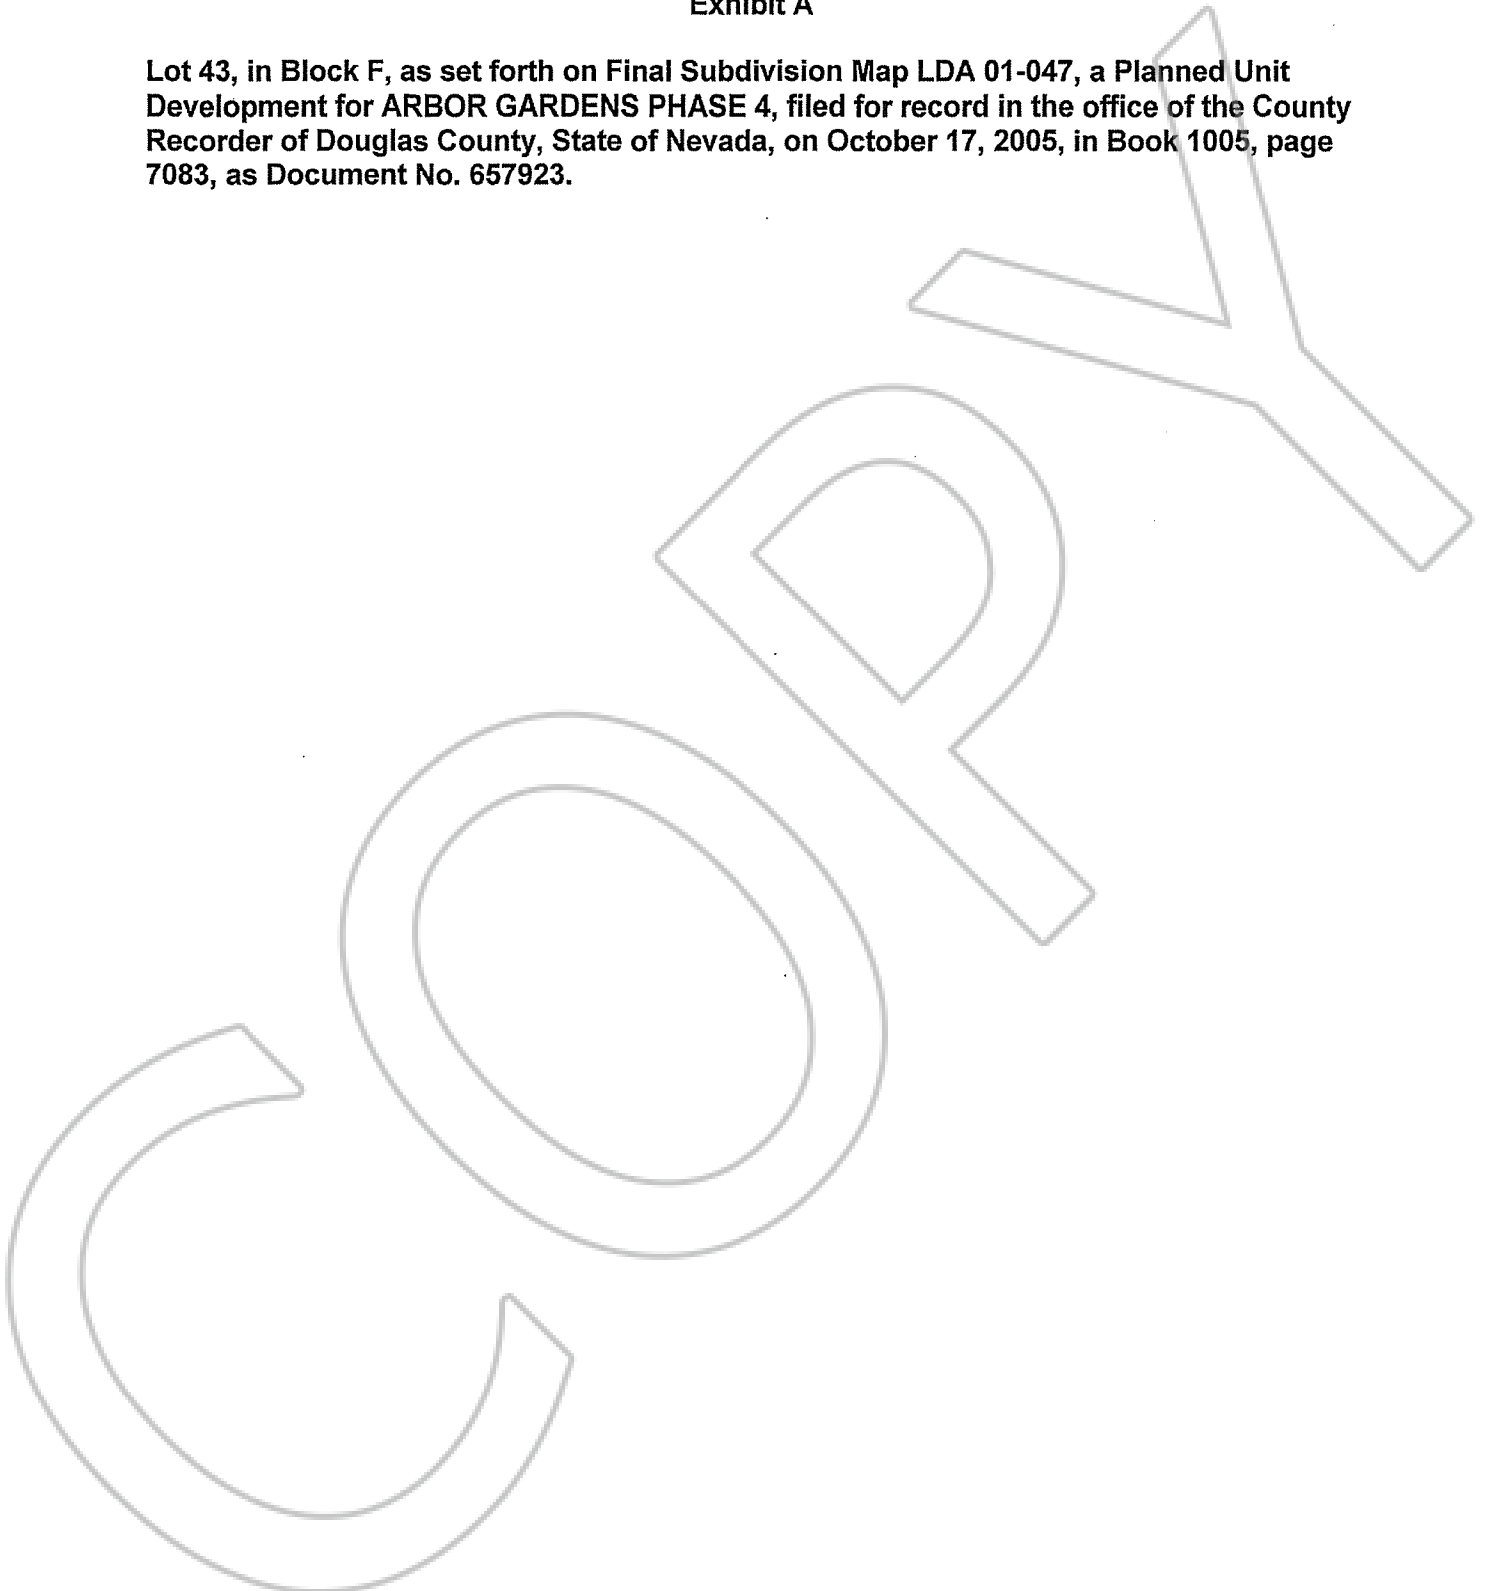 Exhibit A
Lot 43, in Block F, as set forth on Final Subdivision Map LDA 01-047, a Planned Unit
Development for ARBOR GARDENS PHASE 4, filed for record in the office of the County
Recorder of Douglas County, State of Nevada, on October 17, 2005, in Book 1005, page
7083, as Document No. 657923.
COPY